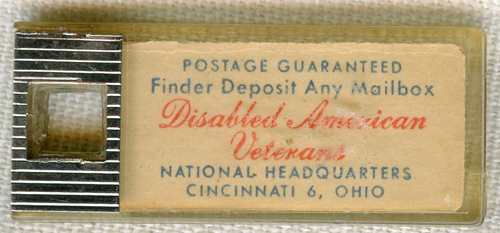 POSTAGE GUARANTEED
Finder Deposit Any Mailbox
Disabled American
Veterans
NATIONAL HEADQUARTERS
CINCINNATI 6, OHIO